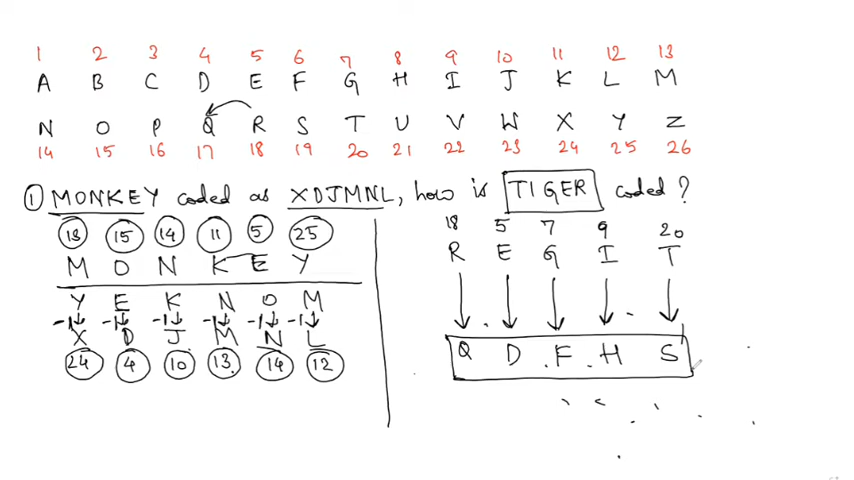 1 2 3 4 5 6 7 8 9 10 11 12 13
A B C D E F G H I J K L M
N O P Q R S T U V W X Y Z
14 15 16 17 18 19 20 21 22 23 24 25 26
① MONKEY coded as XDJMNL, how is TIGER coded?
13 15 14 11 5 25
M O N K E Y
Y E K N O M
-1 -1 -1 -1 -1 -1
X D J M N L
24 4 10 13 14 12
18 5 7 9 20
R E G I T
Q D F H S